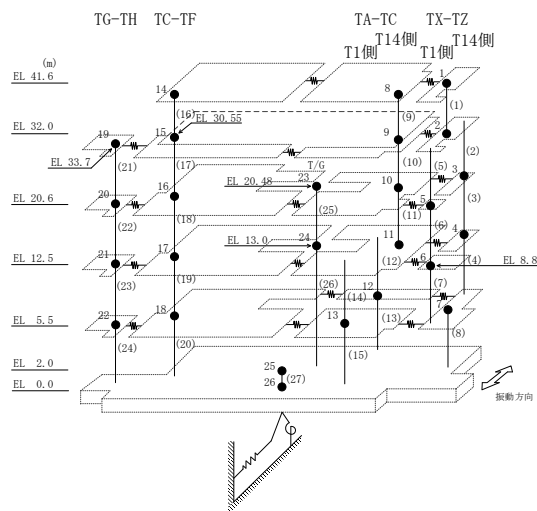 TG-TH TC-TF TA-TC TX-TZ
T1側 T14側 T1側 T14側
(m)
EL 41.6
14 8 1
(16) (9) (1)
EL 32.0
EL 30.55
19 15 9 2
(2)
EL 33.7
(21) (17) (10)
T/G
EL 20.48
23 10 (5) 3
EL 20.6
20 16 (25) (11) 5 (3)
(22) (18) (6) 4
EL 13.0
24 11
EL 12.5
21 17 (12) 6 (4)
EL 8.8
(23) (19) (26) (14) 12 (7)
EL 5.5
22 18 13 (13) 7
(24) (20) (15) (8)
EL 2.0
25
EL 0.0
26 (27)
振動方向